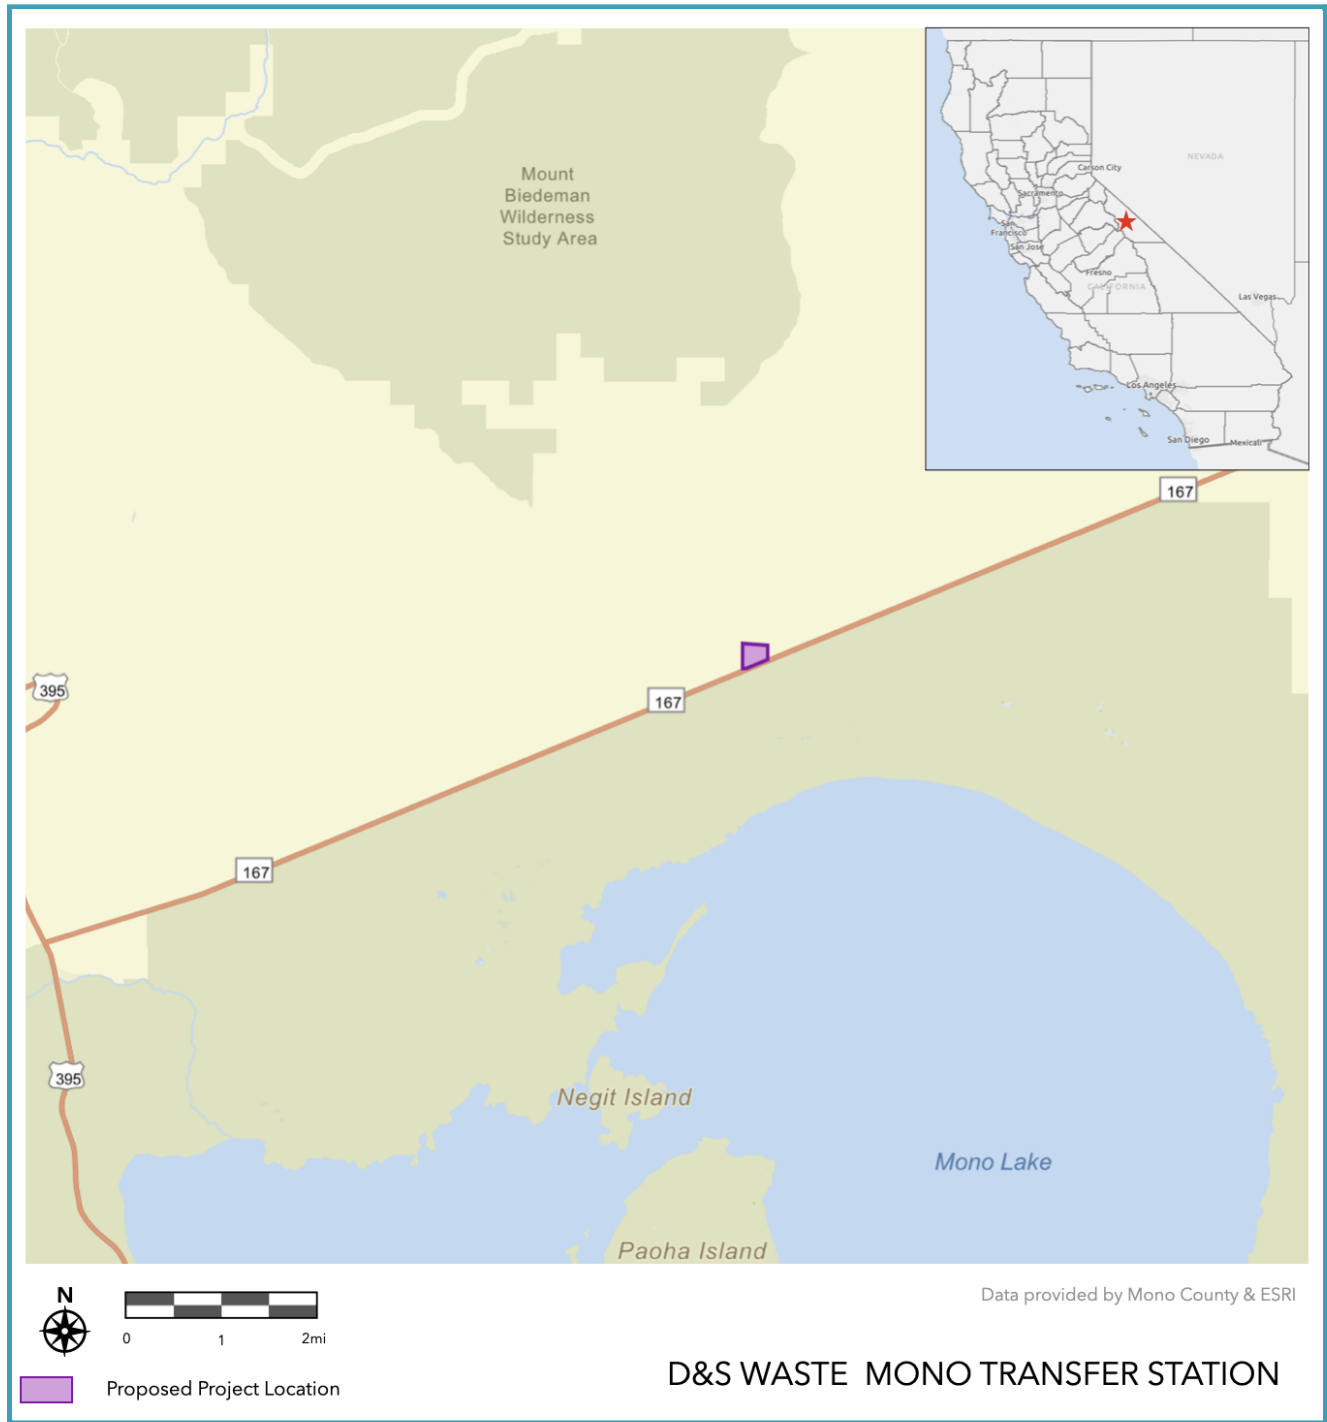 Mount
Biedeman
Wilderness
Study Area
NEVADA
Carson City
Sacramento
San
Francisco
San Jose
Fresno
CALIFORNIA
Las Vegas
Los Angeles
San Diego
Mexicali
167
395
167
167
395
Negit Island
Mono Lake
Paoha Island
N
0 1 2mi
Data provided by Mono County & ESRI
D&S WASTE  MONO TRANSFER STATION
Proposed Project Location